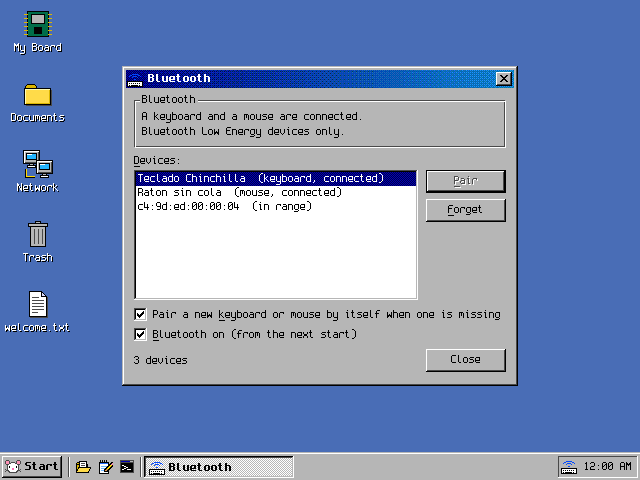 My Board
Documents
Network
Trash
welcome.txt
Bluetooth
Bluetooth
A keyboard and a mouse are connected.
Bluetooth Low Energy devices only.
Devices:
Teclado Chinchilla (keyboard, connected)
Raton sin cola (mouse, connected)
c4:9d:ed:00:00:04 (in range)
Pair
Forget
Pair a new keyboard or mouse by itself when one is missing
Bluetooth on (from the next start)
3 devices
Close
Start
Bluetooth
12:00 AM